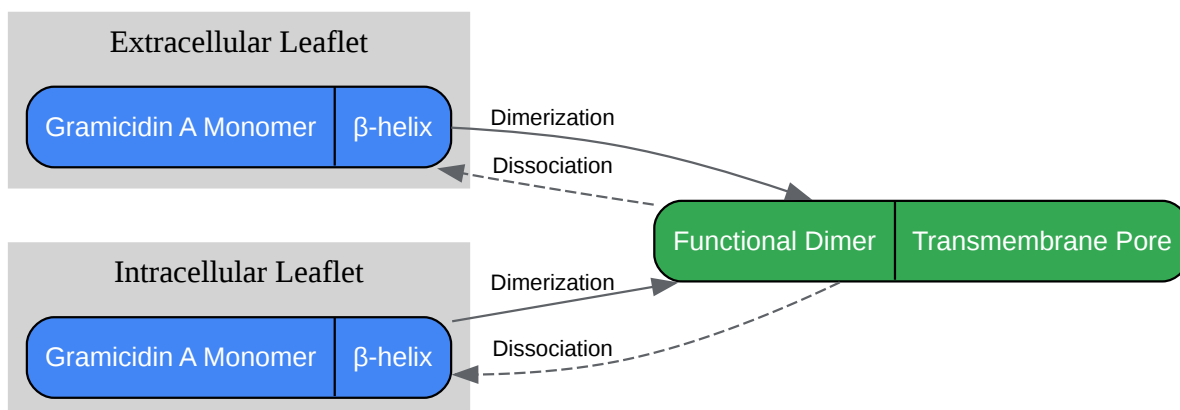 Extracellular Leaflet
Gramicidin A Monomer
β-helix
Dimerization
Dissociation
Functional Dimer
Transmembrane Pore
Intracellular Leaflet
Gramicidin A Monomer
β-helix
Dimerization
Dissociation